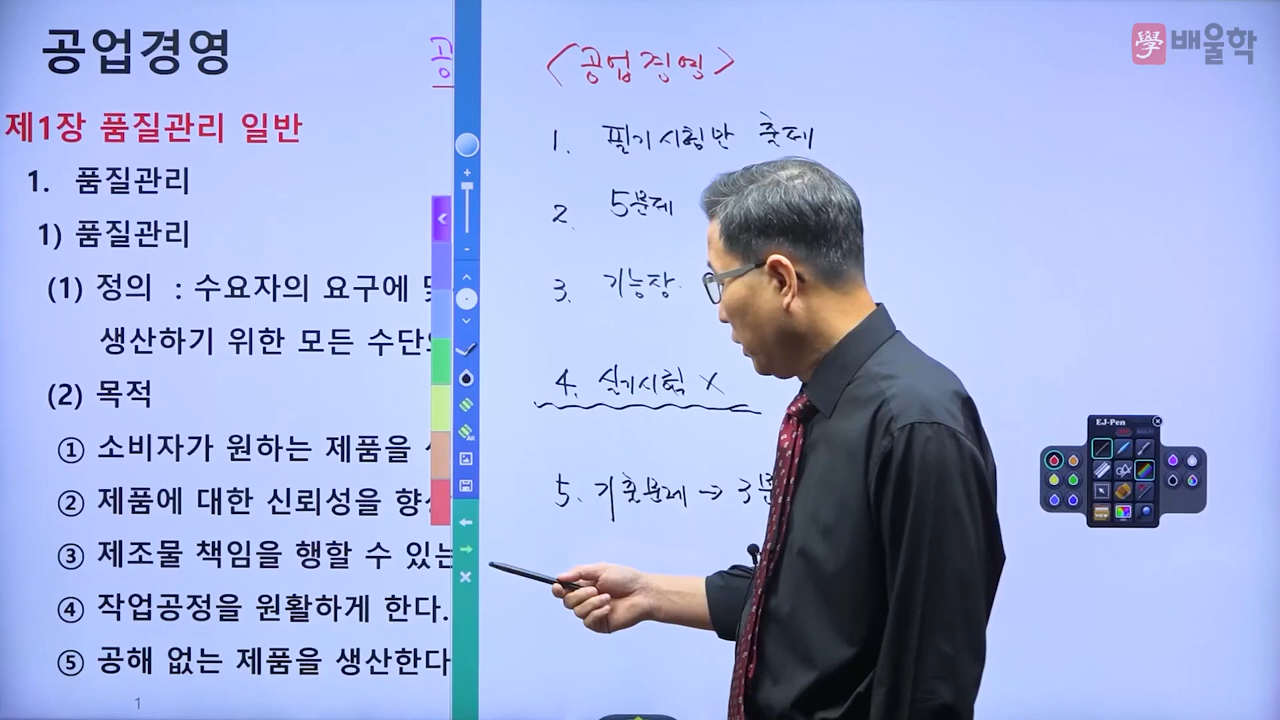 공업경영
제1장 품질관리 일반
1. 품질관리
1) 품질관리
(1) 정의 : 수요자의 요구에
생산하기 위한 모든
(2) 목적
① 소비자가 원하는 제품을
② 제품에 대한 신뢰성을
③ 제조물 책임을 행할 수 있는
④ 작업공정을 원활하게 한다.
⑤ 공해 없는 제품을 생산한다
1
공
<공업경영>
1. 필기시험만 출제
2. 5문제
3. 기능장.
4. 실기시험 X
5. 기출문제 → 3문
學 배울학
EJ-Pen